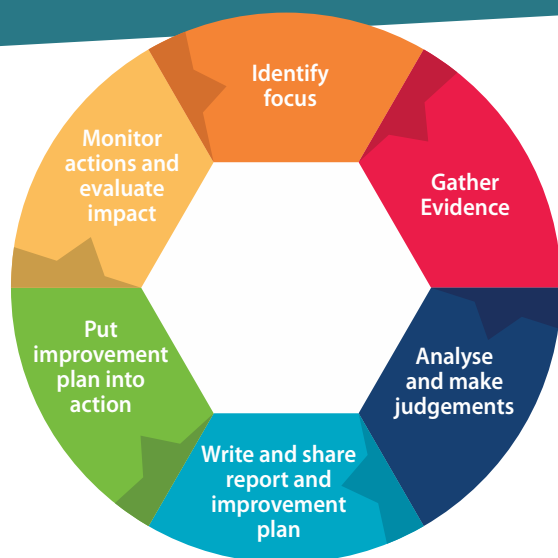 Identify
focus
Gather
Evidence
Analyse
and make
judgements
Write and share
report and
improvement
plan
Put
improvement
plan into
action
Monitor
actions and
evaluate
impact